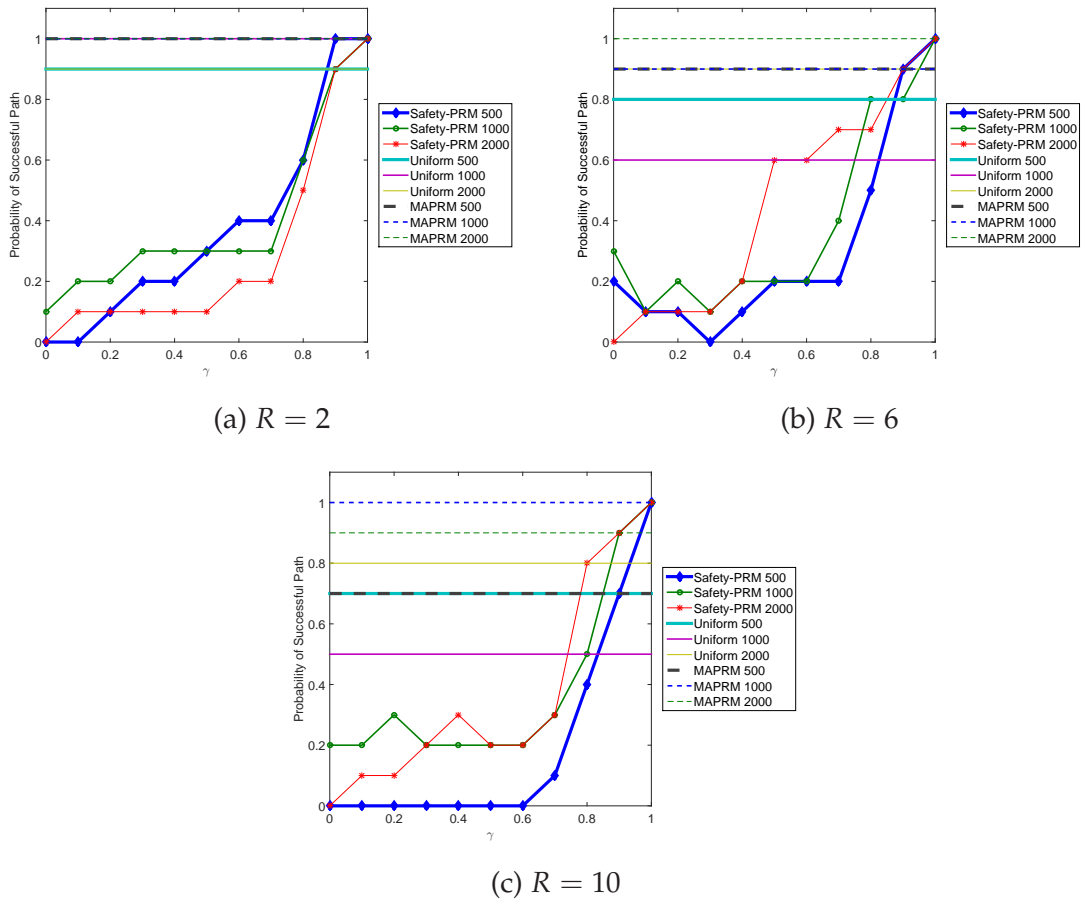 Probability of Successful Path
1
0.8
0.6
0.4
0.2
0
0 0.2 0.4 0.6 0.8 1
γ
Safety-PRM 500
Safety-PRM 1000
Safety-PRM 2000
Uniform 500
Uniform 1000
Uniform 2000
MAPRM 500
MAPRM 1000
MAPRM 2000
(a) R = 2
Probability of Successful Path
1
0.8
0.6
0.4
0.2
0
0 0.2 0.4 0.6 0.8 1
γ
Safety-PRM 500
Safety-PRM 1000
Safety-PRM 2000
Uniform 500
Uniform 1000
Uniform 2000
MAPRM 500
MAPRM 1000
MAPRM 2000
(b) R = 6
Probability of Successful Path
1
0.8
0.6
0.4
0.2
0
0 0.2 0.4 0.6 0.8 1
γ
Safety-PRM 500
Safety-PRM 1000
Safety-PRM 2000
Uniform 500
Uniform 1000
Uniform 2000
MAPRM 500
MAPRM 1000
MAPRM 2000
(c) R = 10